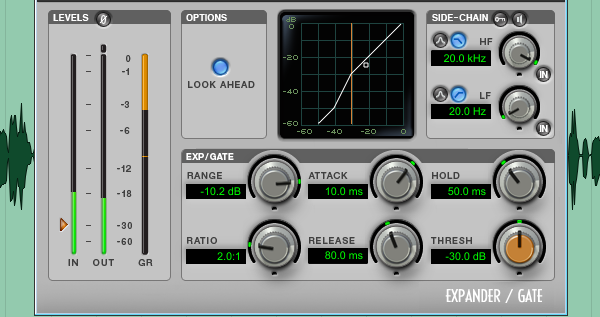 LEVELS
Ø
0
-1
-3
-6
-12
-18
-30
-60
IN OUT GR
OPTIONS
LOOK AHEAD
dB
0
-20
-40
-60
-60 -40 -20 0
SIDE-CHAIN
HF
20.0 kHz
IN
LF
20.0 Hz
IN
EXP/GATE
RANGE
-10.2 dB
ATTACK
10.0 ms
HOLD
50.0 ms
RATIO
2.0:1
RELEASE
80.0 ms
THRESH
-30.0 dB
EXPANDER / GATE